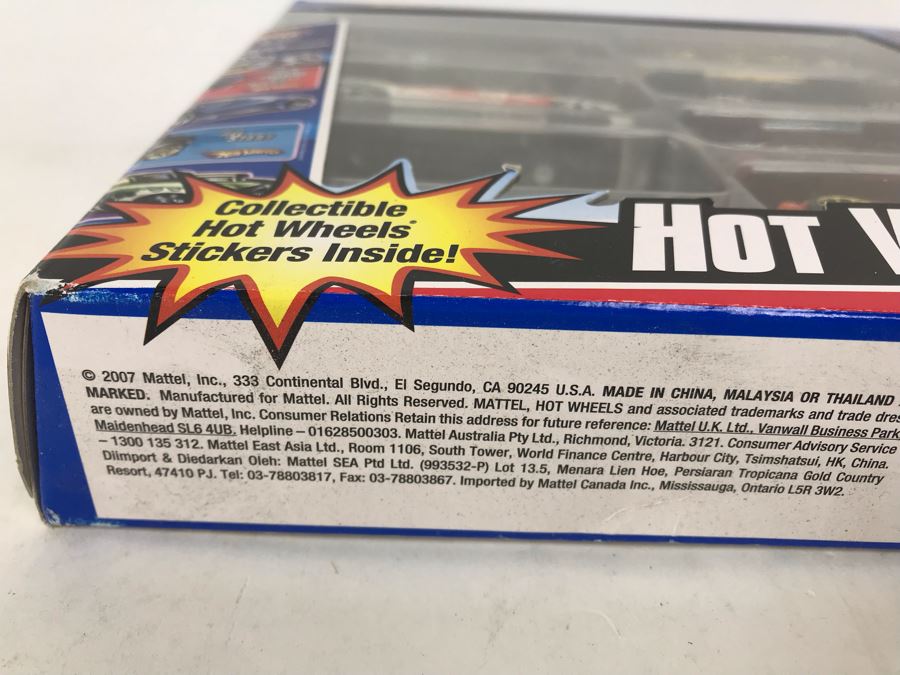 Collectible
Hot Wheels®
Stickers Inside!
HOT
© 2007 Mattel, Inc., 333 Continental Blvd., El Segundo, CA 90245 U.S.A. MADE IN CHINA, MALAYSIA OR THAILAND
MARKED. Manufactured for Mattel. All Rights Reserved. MATTEL, HOT WHEELS and associated trademarks and trade dres
are owned by Mattel, Inc. Consumer Relations Retain this address for future reference: Mattel U.K. Ltd., Vanwall Business Park
Maidenhead SL6 4UB. Helpline – 01628500303. Mattel Australia Pty Ltd., Richmond, Victoria. 3121. Consumer Advisory Service
– 1300 135 312. Mattel East Asia Ltd., Room 1106, South Tower, World Finance Centre, Harbour City, Tsimshatsui, HK, China.
Diimport & Diedarkan Oleh: Mattel SEA Ptd Ltd. (993532-P) Lot 13.5, Menara Lien Hoe, Persiaran Tropicana Gold Country
Resort, 47410 PJ. Tel: 03-78803817, Fax: 03-78803867. Imported by Mattel Canada Inc., Mississauga, Ontario L5R 3W2.